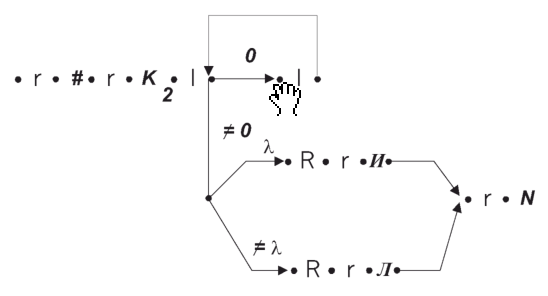 0
• r • # • r • K₂ • l • • l •
≠ 0
λ
• R • r • И •
• r • N
≠ λ
• R • r • Л •